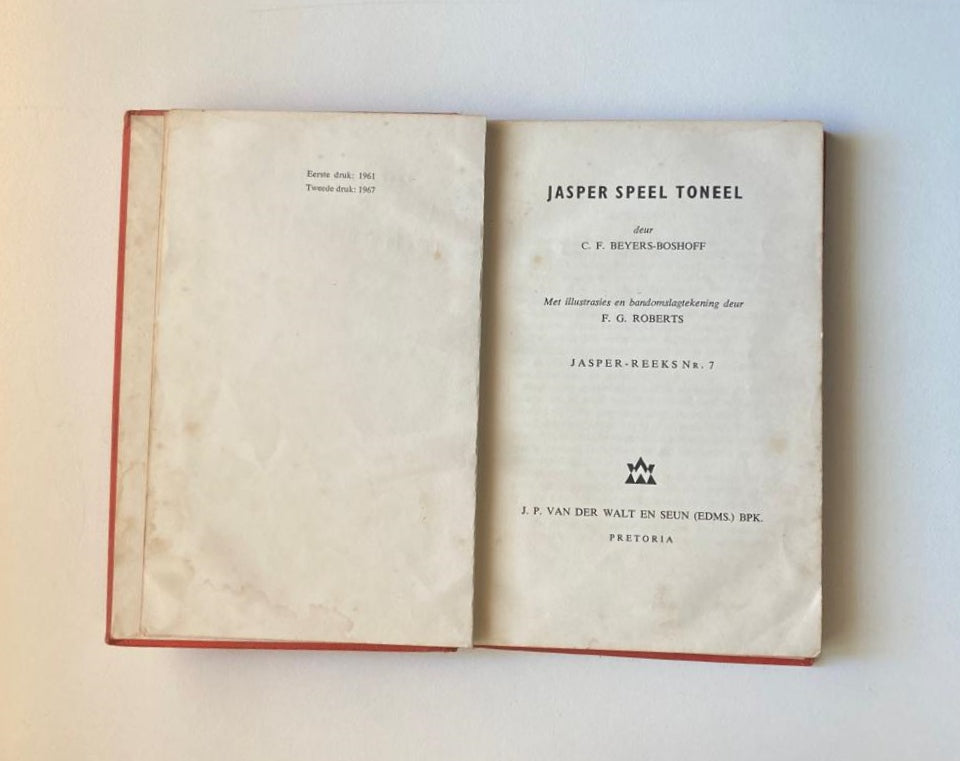 Eerste druk: 1961
Tweede druk: 1967
JASPER SPEEL TONEEL
deur
C. F. BEYERS-BOSHOFF
Met illustrasies en bandomslagtekening deur
F. G. ROBERTS
JASPER-REEKS NR. 7
J. P. VAN DER WALT EN SEUN (EDMS.) BPK.
PRETORIA